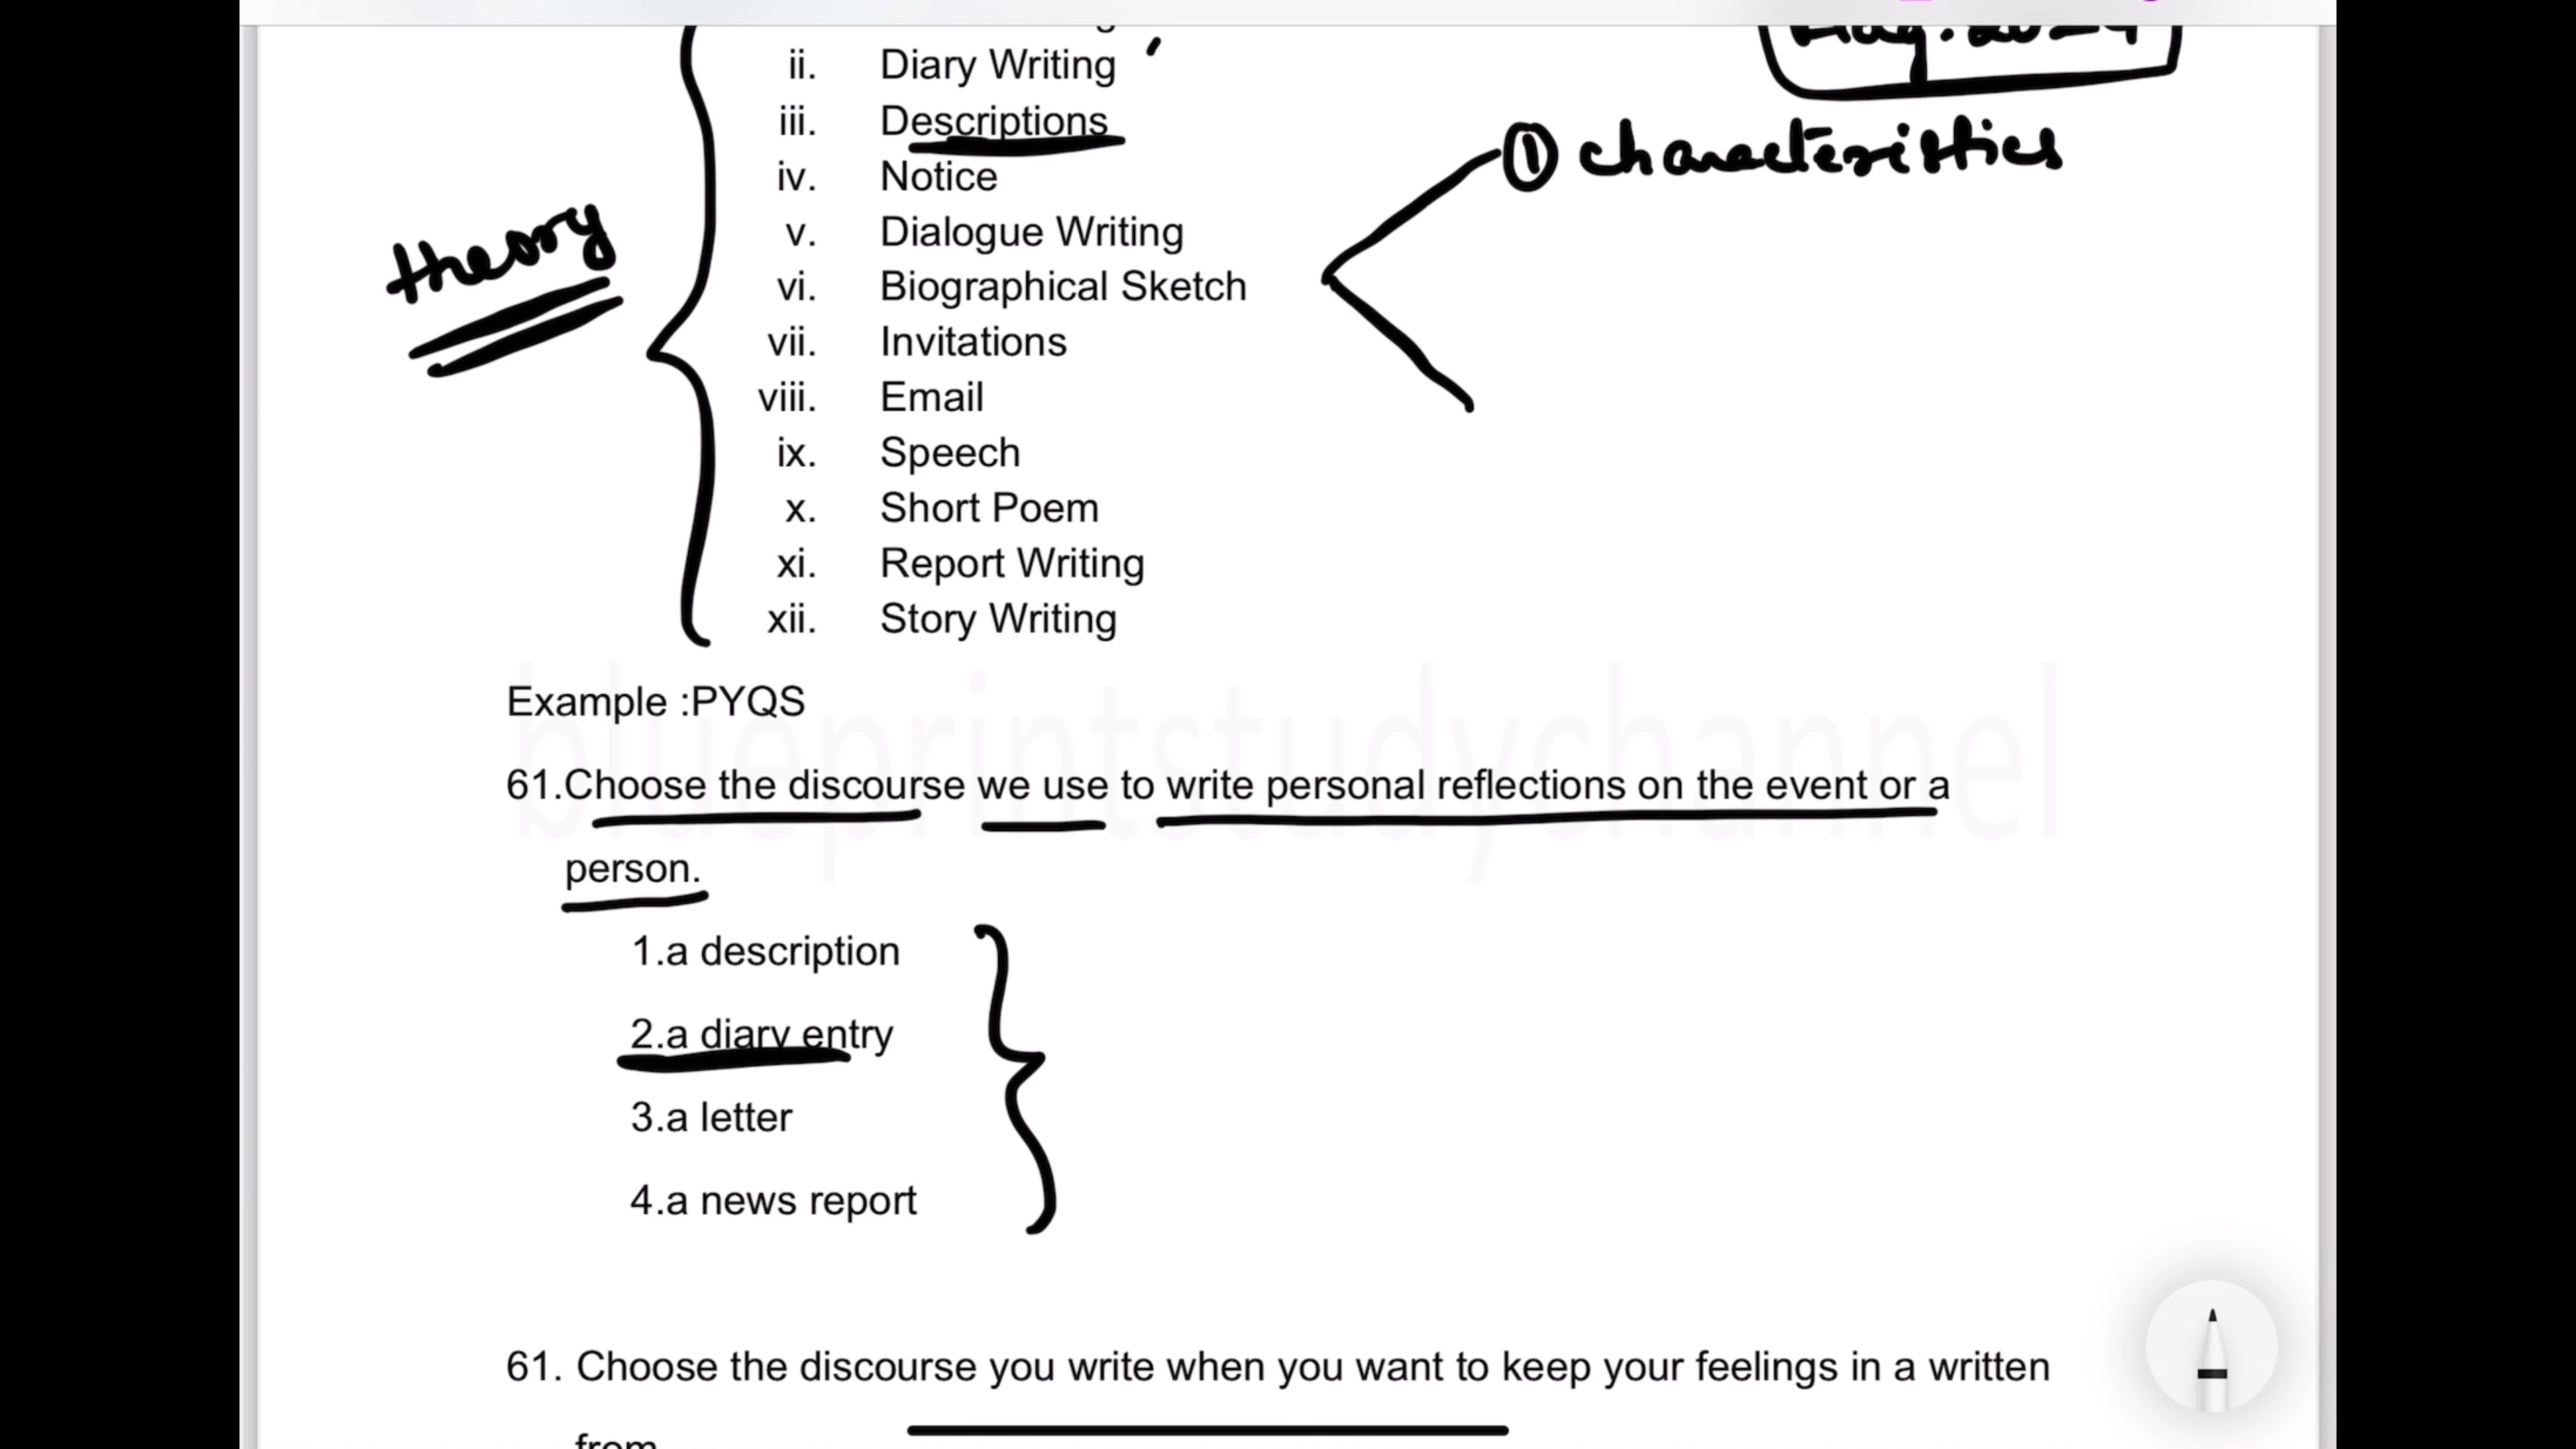 ii. Diary Writing
iii. Descriptions
① characteristics
iv. Notice
v. Dialogue Writing
theory
vi. Biographical Sketch
vii. Invitations
viii. Email
ix. Speech
x. Short Poem
xi. Report Writing
xii. Story Writing
Example :PYQS
blueprintstudychannel
61.Choose the discourse we use to write personal reflections on the event or a
person.
1.a description
2.a diary entry
3.a letter
4.a news report
61. Choose the discourse you write when you want to keep your feelings in a written
from